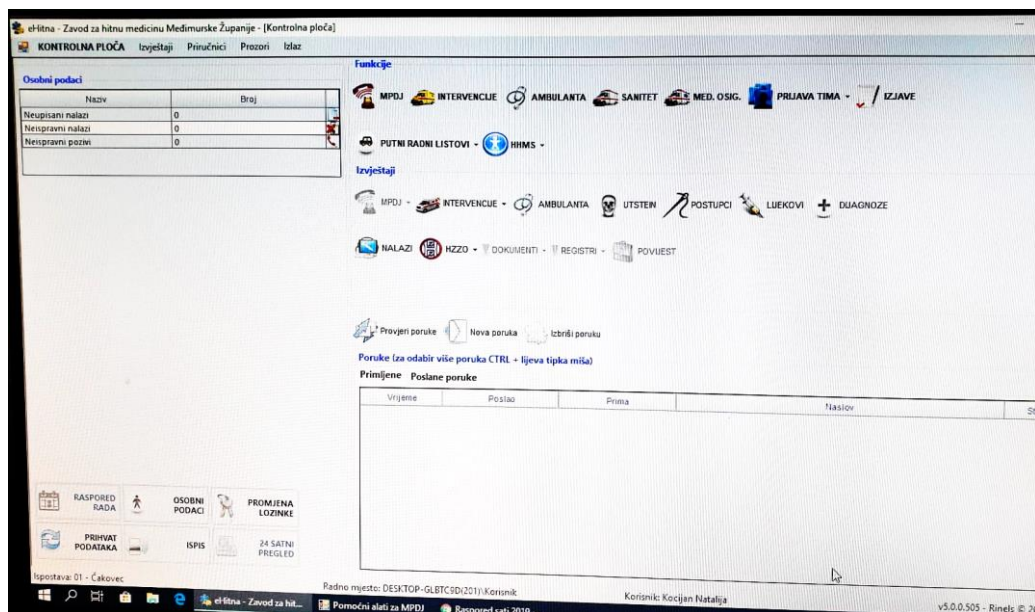 eHitna - Zavod za hitnu medicinu Međimurske Županije - [Kontrolna ploča]
KONTROLNA PLOČA Izvještaji Priručnici Prozori Izlaz
Osobni podaci
Naziv Broj
Neupisani nalazi 0
Neispravni nalazi 0
Neispravni pozivi 0
Funkcije
MPDJ INTERVENCIJE AMBULANTA SANITET MED. OSIG. PRIJAVA TIMA IZJAVE
PUTNI RADNI LISTOVI HHMS
Izvještaji
MPDJ INTERVENCIJE AMBULANTA UTSTEIN POSTUPCI LIJEKOVI DIJAGNOZE
NALAZI HZZO DOKUMENTI REGISTRI POVIJEST
Provjeri poruke Nova poruka Izbriši poruku
Poruke (za odabir više poruka CTRL + lijeva tipka miša)
Primljene Poslane poruke
Vrijeme Poslao Prima Naslov St
RASPORED RADA
OSOBNI PODACI
PROMJENA LOZINKE
PRIHVAT PODATAKA
ISPIS
24 SATNI PREGLED
Ispostava: 01 - Čakovec
Radno mjesto: DESKTOP-GLBTC9D(201)\Korisnik
Korisnik: Kocijan Natalija
v5.0.0.505 - Rinels © 2
eHitna - Zavod za hit...
Pomoćni alati za MPDJ
Raspored sati 2019